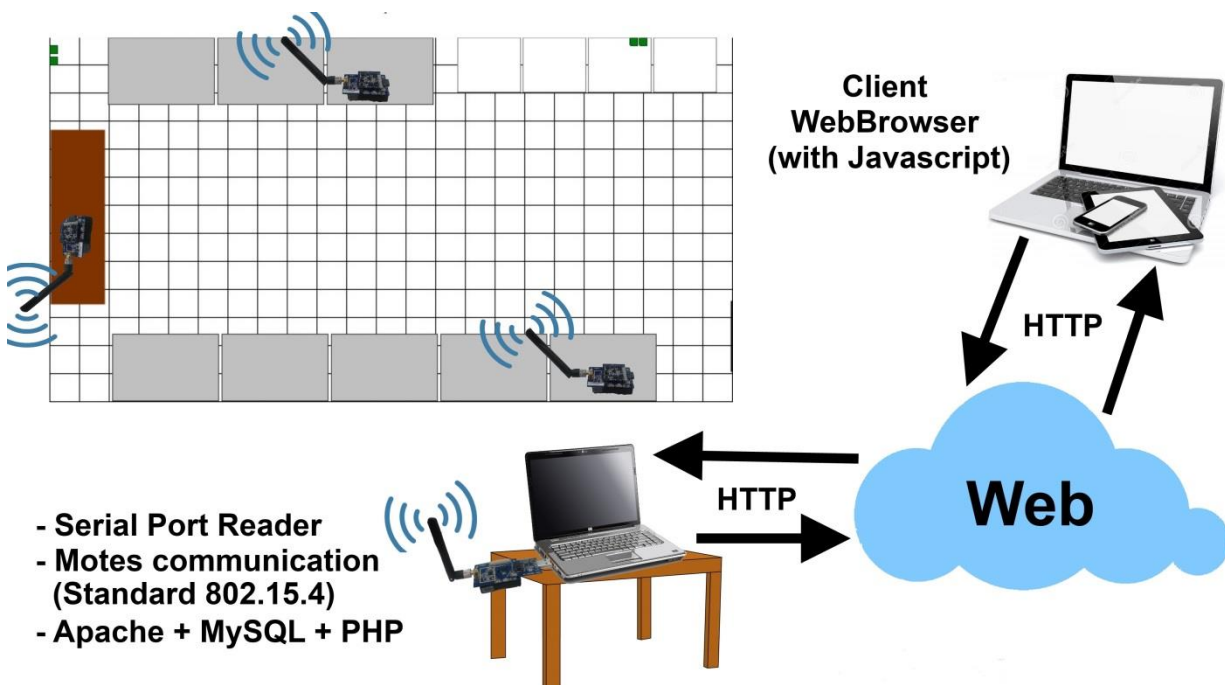 Client
WebBrowser
(with Javascript)
HTTP
Web
HTTP
- Serial Port Reader
- Motes communication
(Standard 802.15.4)
- Apache + MySQL + PHP